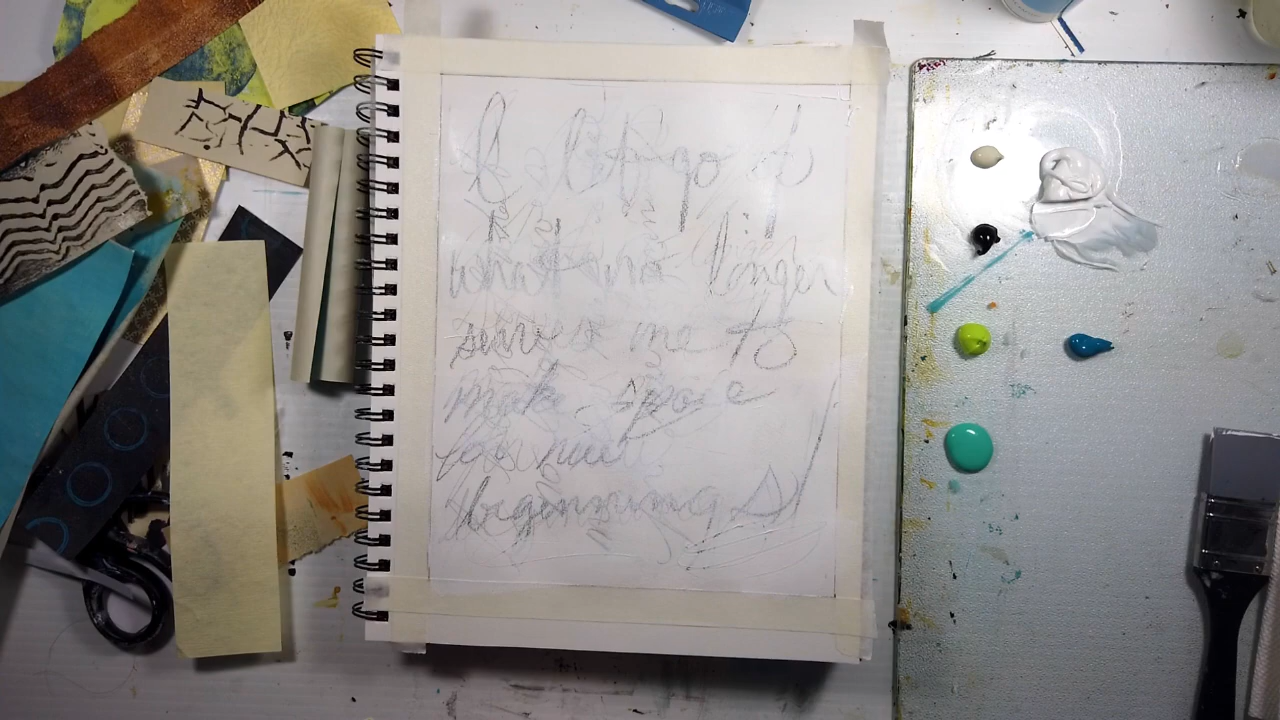 I let go of
what no longer
serves me to
make space
for new
beginnings!